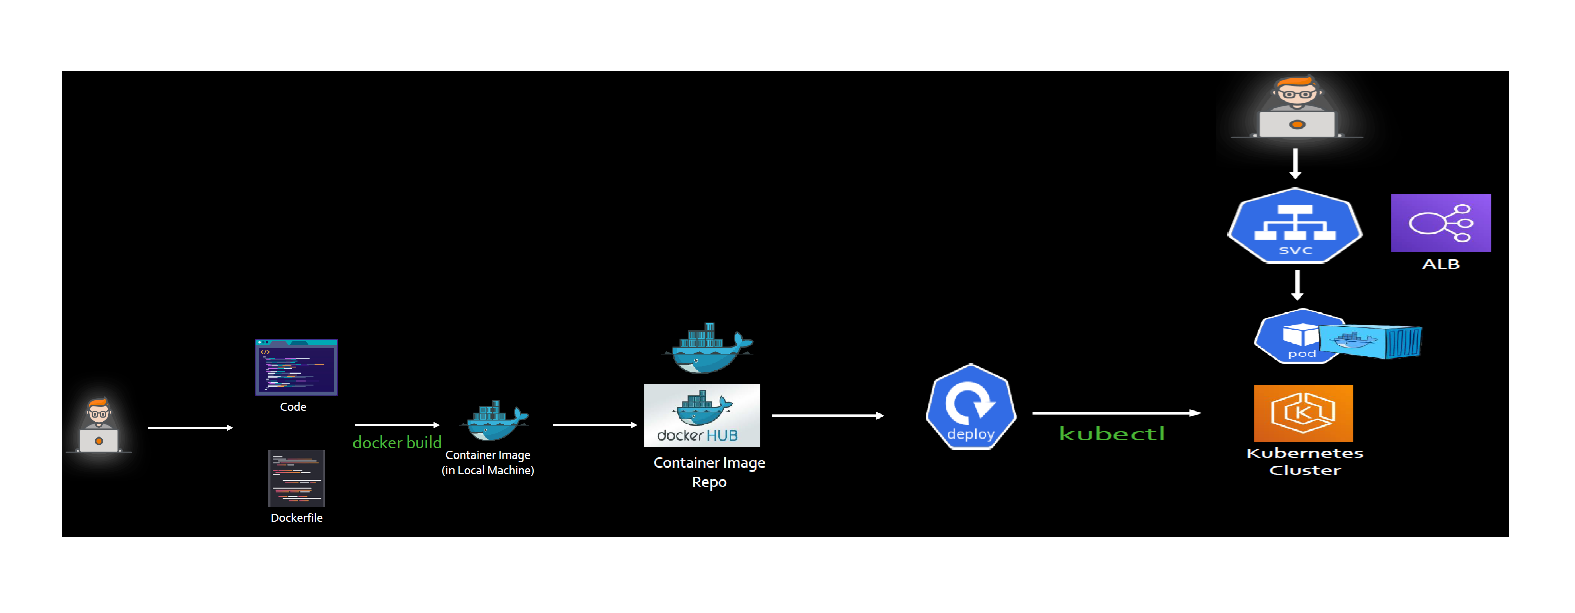 Code
Dockerfile
docker build
Container Image
(in Local Machine)
docker HUB
Container Image
Repo
deploy
kubectl
svc
ALB
pod
K
Kubernetes
Cluster